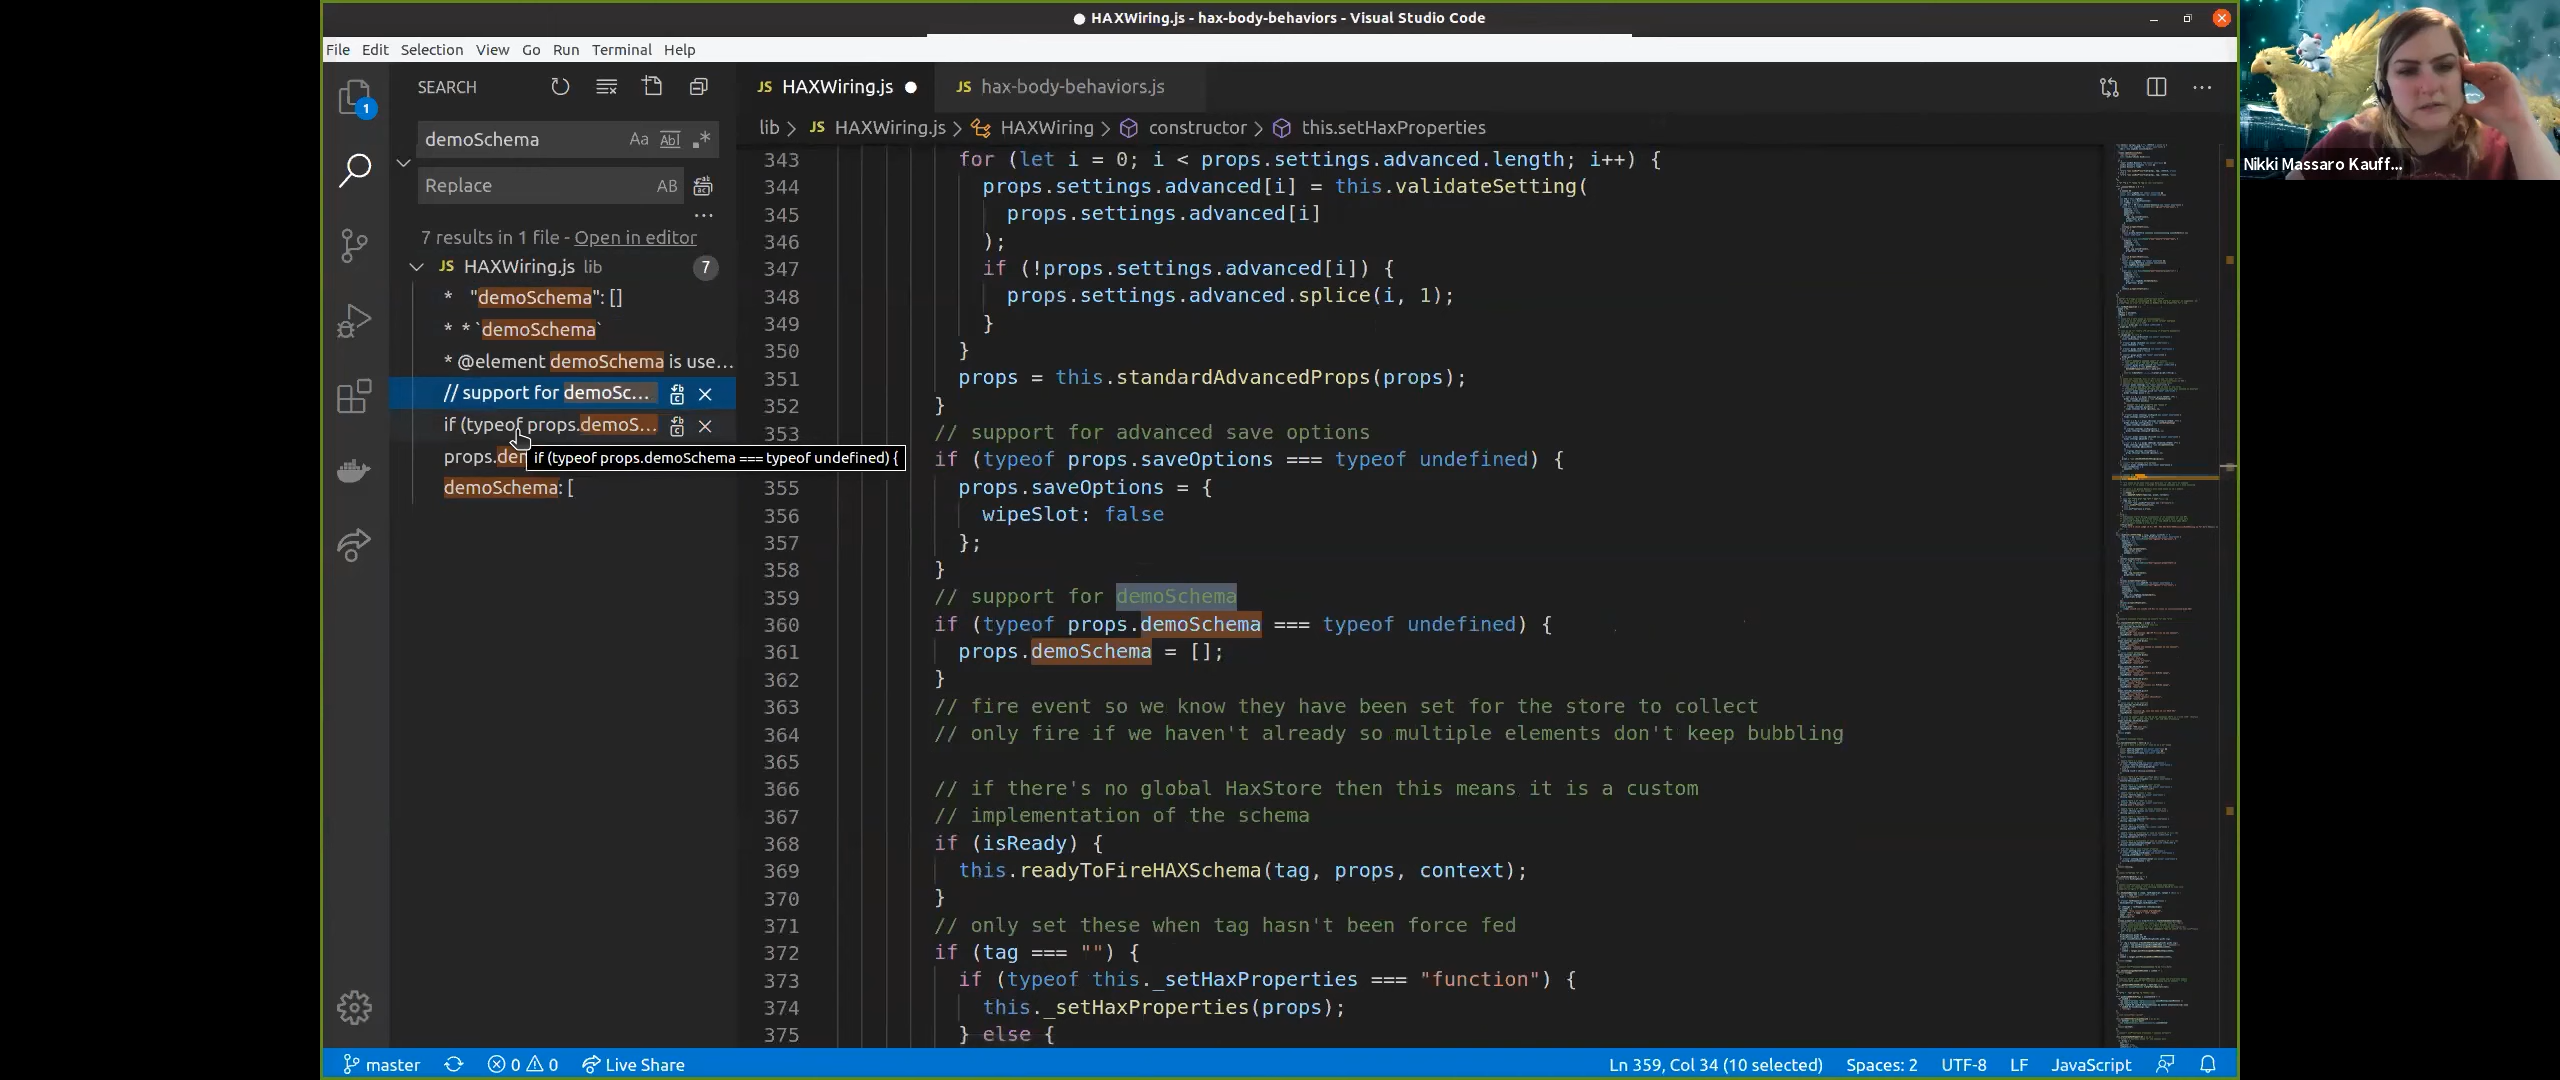 HAXWiring.js - hax-body-behaviors - Visual Studio Code
File Edit Selection View Go Run Terminal Help
SEARCH
demoSchema
Aa Abl .*
Replace
AB
...
7 results in 1 file - Open in editor
JS HAXWiring.js lib 7
* "demoSchema": []
* * `demoSchema`
* @element demoSchema is use...
// support for demoSc...
if (typeof props.demoS...
props.dem
if (typeof props.demoSchema === typeof undefined) {
demoSchema: [
1
JS HAXWiring.js
JS hax-body-behaviors.js
lib > JS HAXWiring.js > HAXWiring > constructor > this.setHaxProperties
343 for (let i = 0; i < props.settings.advanced.length; i++) {
344 props.settings.advanced[i] = this.validateSetting(
345 props.settings.advanced[i]
346 );
347 if (!props.settings.advanced[i]) {
348 props.settings.advanced.splice(i, 1);
349 }
350 }
351 props = this.standardAdvancedProps(props);
352 }
353 // support for advanced save options
if (typeof props.saveOptions === typeof undefined) {
355 props.saveOptions = {
356 wipeSlot: false
357 };
358 }
359 // support for demoSchema
360 if (typeof props.demoSchema === typeof undefined) {
361 props.demoSchema = [];
362 }
363 // fire event so we know they have been set for the store to collect
364 // only fire if we haven't already so multiple elements don't keep bubbling
365
366 // if there's no global HaxStore then this means it is a custom
367 // implementation of the schema
368 if (isReady) {
369 this.readyToFireHAXSchema(tag, props, context);
370 }
371 // only set these when tag hasn't been force fed
372 if (tag === "") {
373 if (typeof this._setHaxProperties === "function") {
374 this._setHaxProperties(props);
375 } else {
master 0 0 Live Share
Ln 359, Col 34 (10 selected) Spaces: 2 UTF-8 LF JavaScript
Nikki Massaro Kauff...